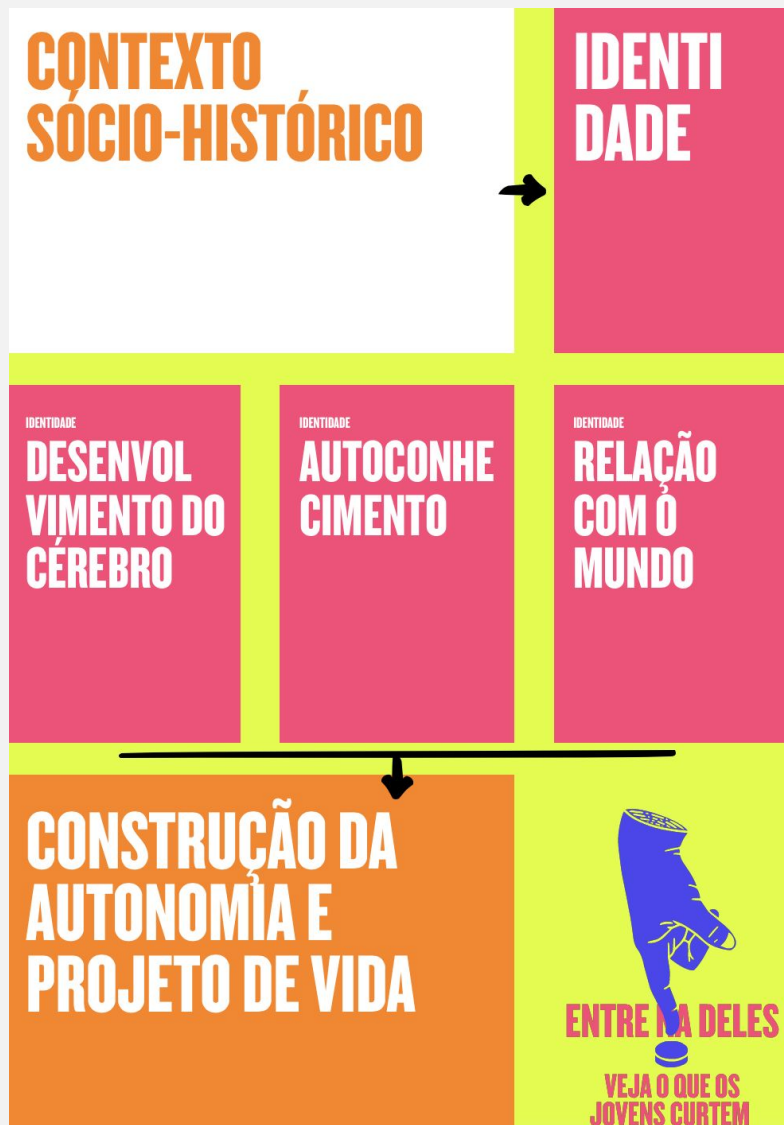 CONTEXTO
SÓCIO-HISTÓRICO
IDENTI
DADE
IDENTIDADE
DESENVOL
VIMENTO DO
CÉREBRO
IDENTIDADE
AUTOCONHE
CIMENTO
IDENTIDADE
RELAÇÃO
COM O
MUNDO
CONSTRUÇÃO DA
AUTONOMIA E
PROJETO DE VIDA
ENTRE NA DELES
VEJA O QUE OS
JOVENS CURTEM